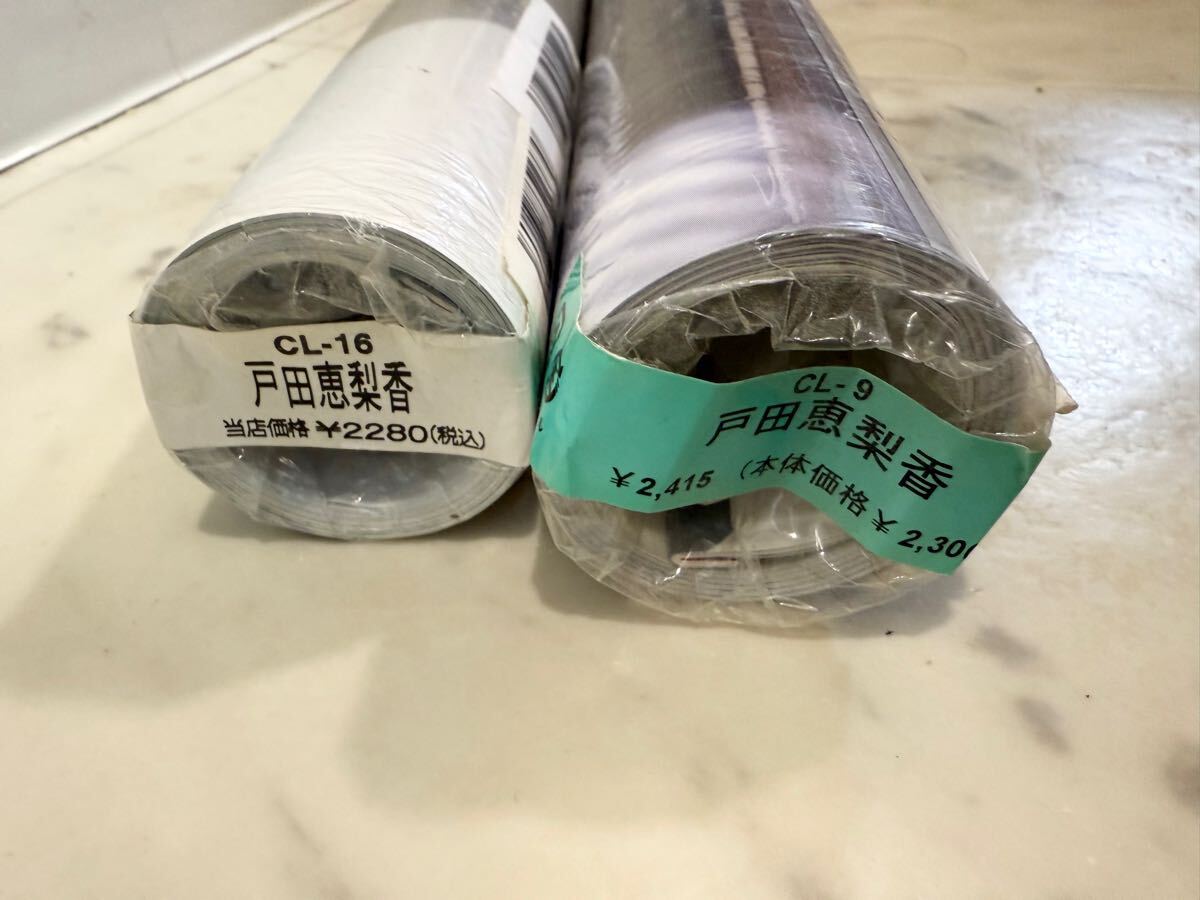 CL-16
戸田恵梨香
当店価格 ¥2280(税込)
CL-9
戸田恵梨香
¥2,415 (本体価格 ¥2,30